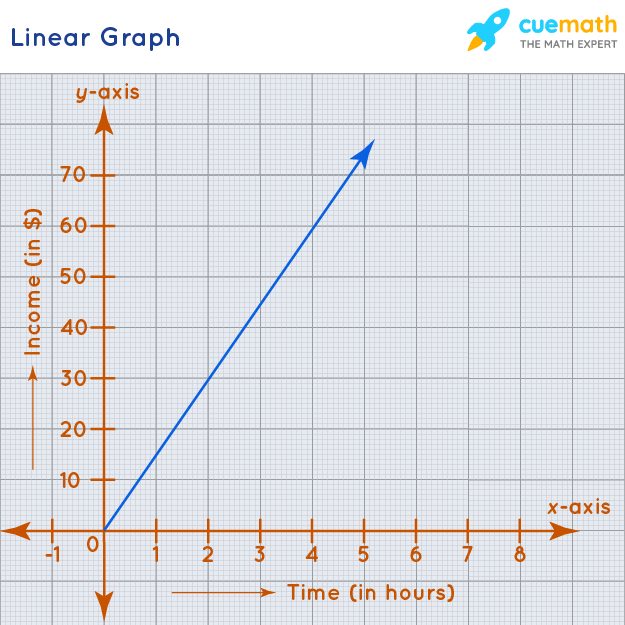 Linear Graph
cuemath
THE MATH EXPERT
y-axis
70
60
50
40
30
20
10
Income (in $)
x-axis
-1 0 1 2 3 4 5 6 7 8
Time (in hours)